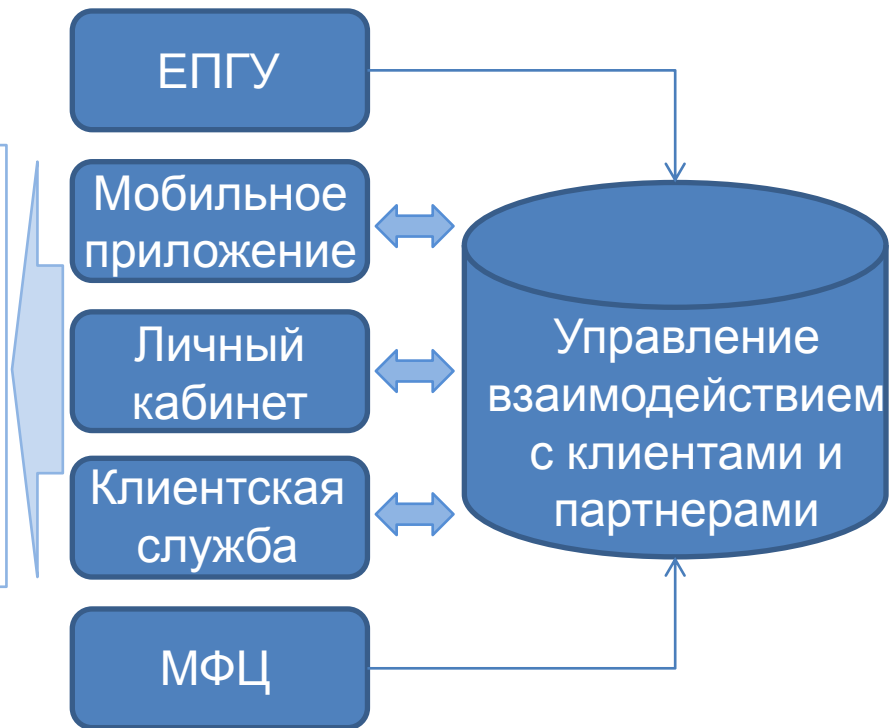 ЕПГУ
Мобильное
приложение
Личный
кабинет
Клиентская
служба
МФЦ
Управление
взаимодействием
с клиентами и
партнерами